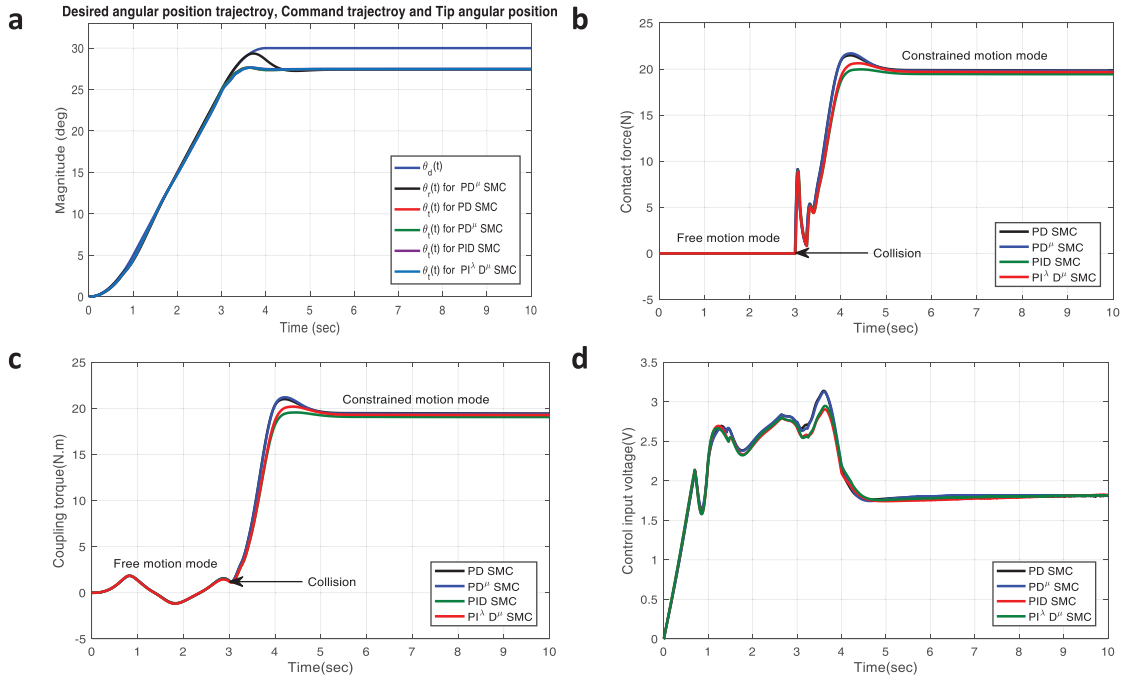 a
Desired angular position trajectroy, Command trajectroy and Tip angular position
30
25
20
15
10
5
0
Magnitude (deg)
0 1 2 3 4 5 6 7 8 9 10
Time (sec)
θd(t)
θr(t) for PDμ SMC
θt(t) for PD SMC
θt(t) for PDμ SMC
θt(t) for PID SMC
θt(t) for PIλ Dμ SMC
b
25
20
15
10
5
0
-5
Contact force(N)
Constrained motion mode
Free motion mode
Collision
0 1 2 3 4 5 6 7 8 9 10
Time(sec)
PD SMC
PDμ SMC
PID SMC
PIλ Dμ SMC
c
25
20
15
10
5
0
-5
Coupling torque(N.m)
Constrained motion mode
Free motion mode
Collision
0 1 2 3 4 5 6 7 8 9 10
Time(sec)
PD SMC
PDμ SMC
PID SMC
PIλ Dμ SMC
d
3.5
3
2.5
2
1.5
1
0.5
0
Control input voltage(V)
0 1 2 3 4 5 6 7 8 9 10
Time(sec)
PD SMC
PDμ SMC
PID SMC
PIλ Dμ SMC